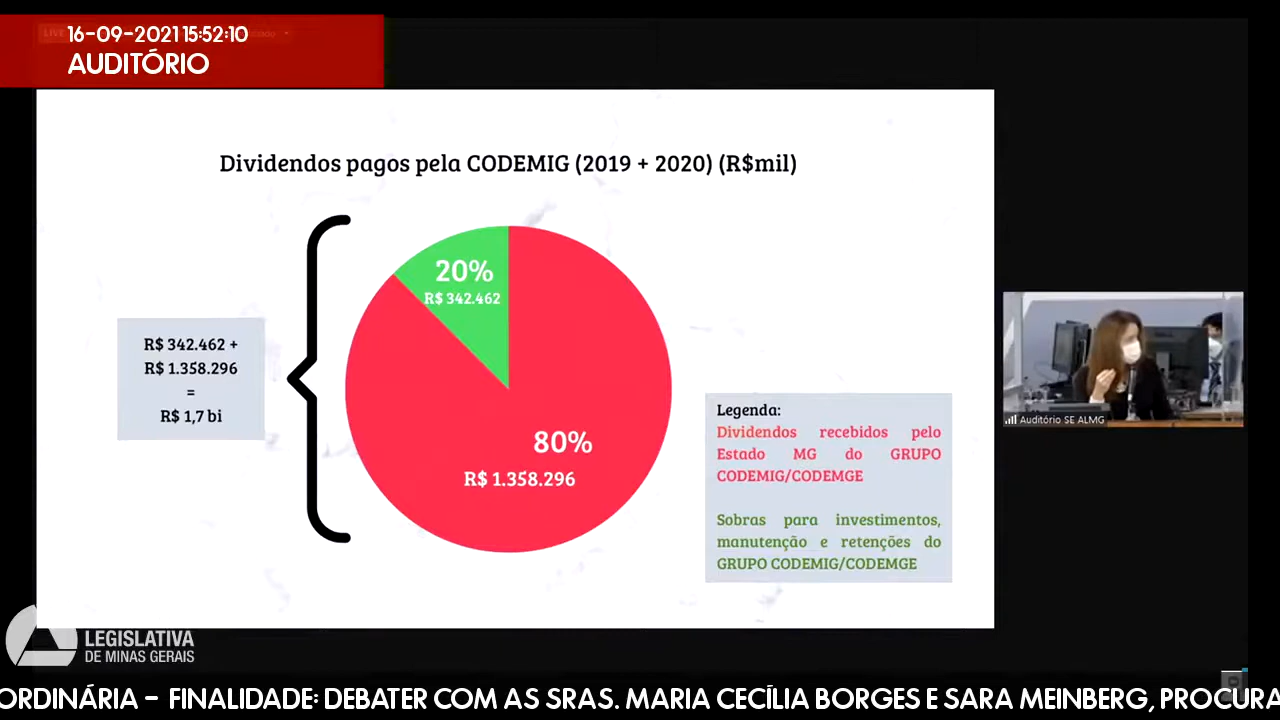 LIVE
16-09-2021 15:52:10
AUDITÓRIO
Dividendos pagos pela CODEMIG (2019 + 2020) (R$mil)
20%
R$ 342.462
R$ 342.462 +
R$ 1.358.296
=
R$ 1,7 bi
80%
R$ 1.358.296
Legenda:
Dividendos recebidos pelo
Estado MG do GRUPO
CODEMIG/CODEMGE
Sobras para investimentos,
manutenção e retenções do
GRUPO CODEMIG/CODEMGE
Auditório SE ALMG
LEGISLATIVA
DE MINAS GERAIS
ORDINÁRIA - FINALIDADE: DEBATER COM AS SRAS. MARIA CECÍLIA BORGES E SARA MEINBERG, PROCURA